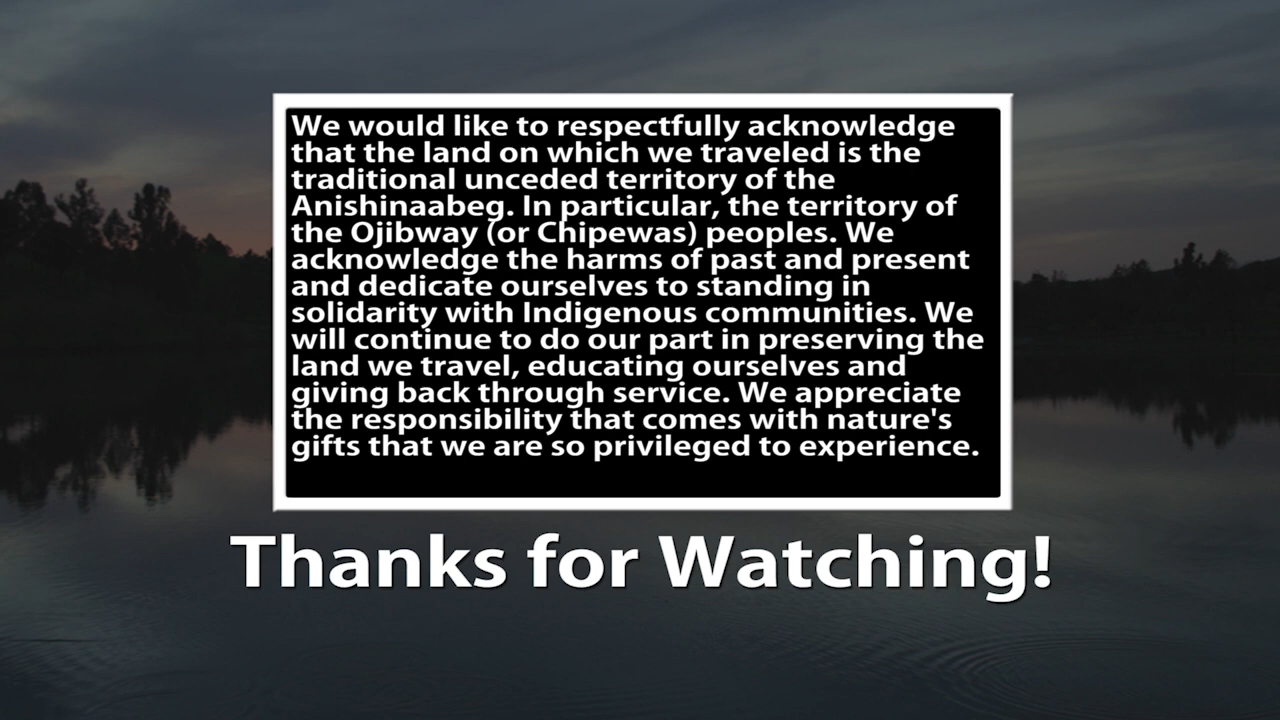 We would like to respectfully acknowledge
that the land on which we traveled is the
traditional unceded territory of the
Anishinaabeg. In particular, the territory of
the Ojibway (or Chipewas) peoples. We
acknowledge the harms of past and present
and dedicate ourselves to standing in
solidarity with Indigenous communities. We
will continue to do our part in preserving the
land we travel, educating ourselves and
giving back through service. We appreciate
the responsibility that comes with nature's
gifts that we are so privileged to experience.
Thanks for Watching!